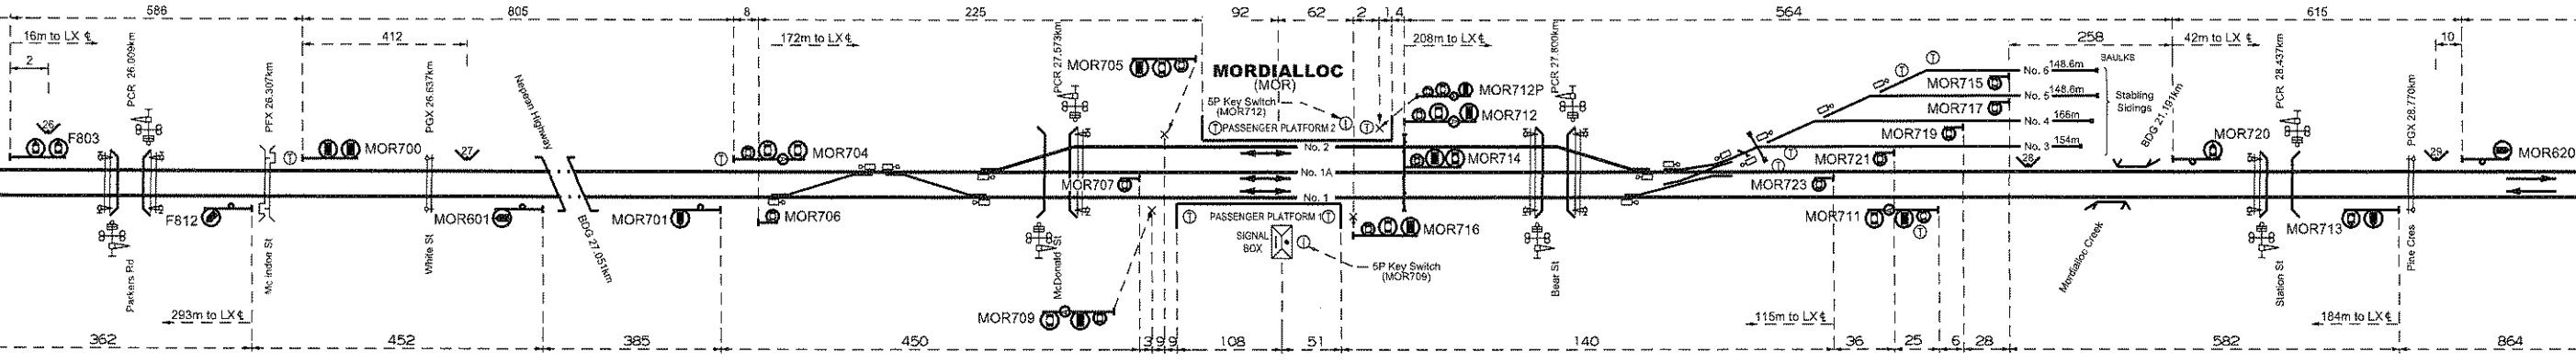 586
805
8
225
92
62
2
1
4
564
615
16m to LX ℄
412
172m to LX ℄
208m to LX ℄
258
42m to LX ℄
10
2
PCR 26.009km
PFX 26.307km
PGX 26.637km
Nepean Highway
PCR 27.573km
MOR705
MORDIALLOC
(MOR)
5P Key Switch
(MOR712)
MOR712P
MOR712
PCR 27.800km
MOR715
No. 6 148.6m
BAULKS
MOR717
No. 5 148.6m
Stabling
Sidings
MOR719
No. 4 166m
BDG 21.191km
PCR 28.437km
PGX 28.770km
26
F803
MOR700
27
T
MOR704
T PASSENGER PLATFORM 2
No. 2
MOR714
MOR721
No. 3 154m
28
MOR720
29
MOR620
MOR707
No. 1A
MOR723
No. 1
F812
MOR601
MOR701
MOR706
T PASSENGER PLATFORM 1 T
MOR716
MOR711
MOR713
SIGNAL
BOX
T
5P Key Switch
(MOR709)
Parkers Rd
Mc Indoe St
White St
BDG 27.051km
McDonald St
Bear St
Mordialloc Creek
Station St
Pine Cres
MOR709
293m to LX ℄
115m to LX ℄
184m to LX ℄
362
452
385
450
3
9
9
108
51
140
36
25
6
28
582
864